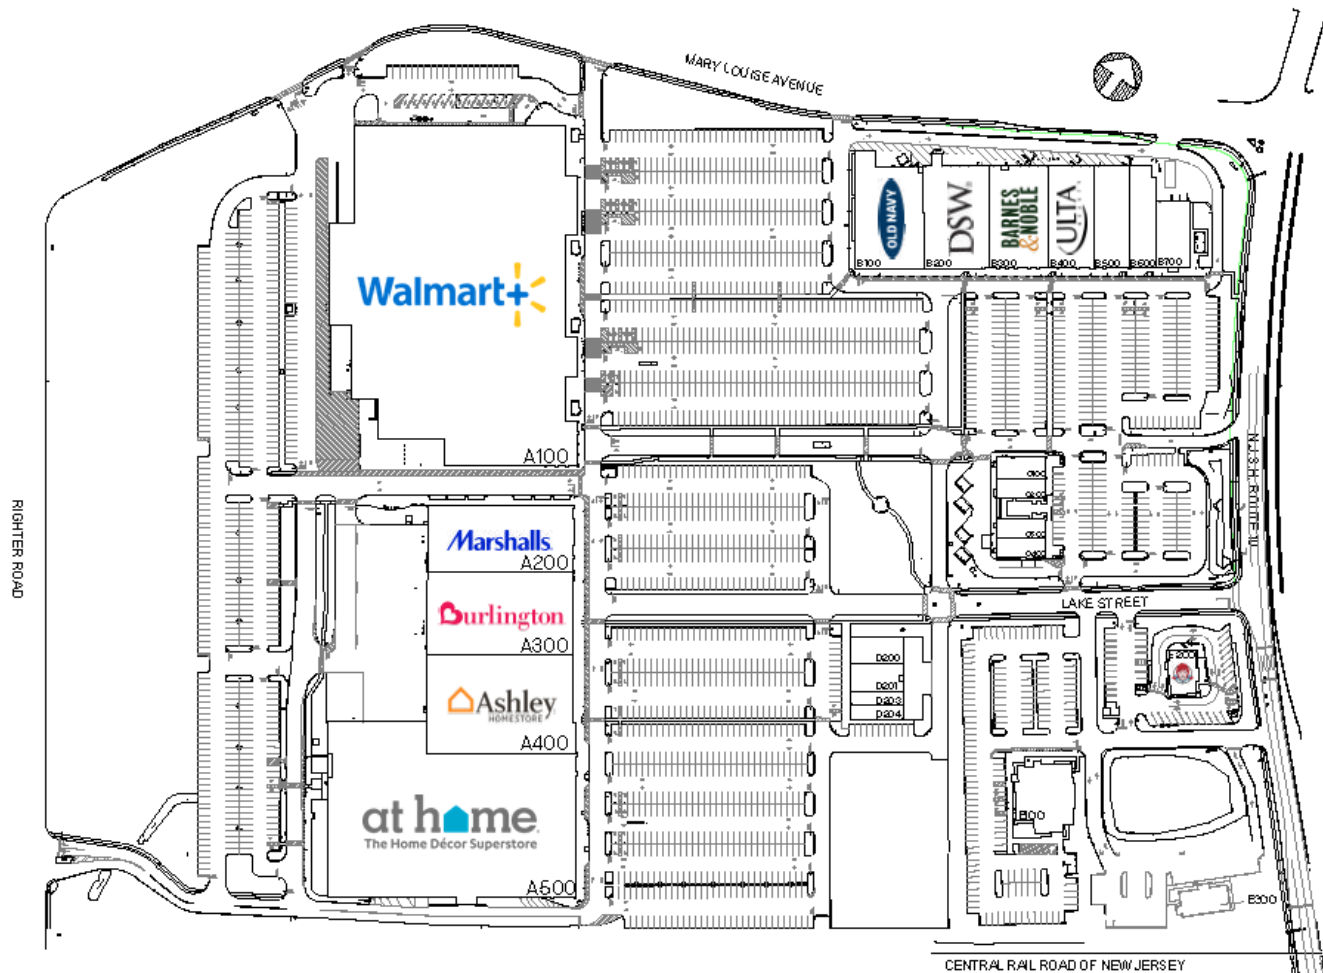 MARY LOUISE AVENUE
OLD NAVY
DSW
BARNES
&NOBLE
ULTA
B100
B200
B300
B400
B500
B600
B700
Walmart+
A100
C100
RIGHTER ROAD
N.J.S.H. ROUTE 10
Marshalls
A200
LAKE STREET
Burlington
A300
D200
D201
D203
D204
Ashley
HOMESTORE
A400
at home
The Home Décor Superstore
A500
E300
CENTRAL RAIL ROAD OF NEW JERSEY